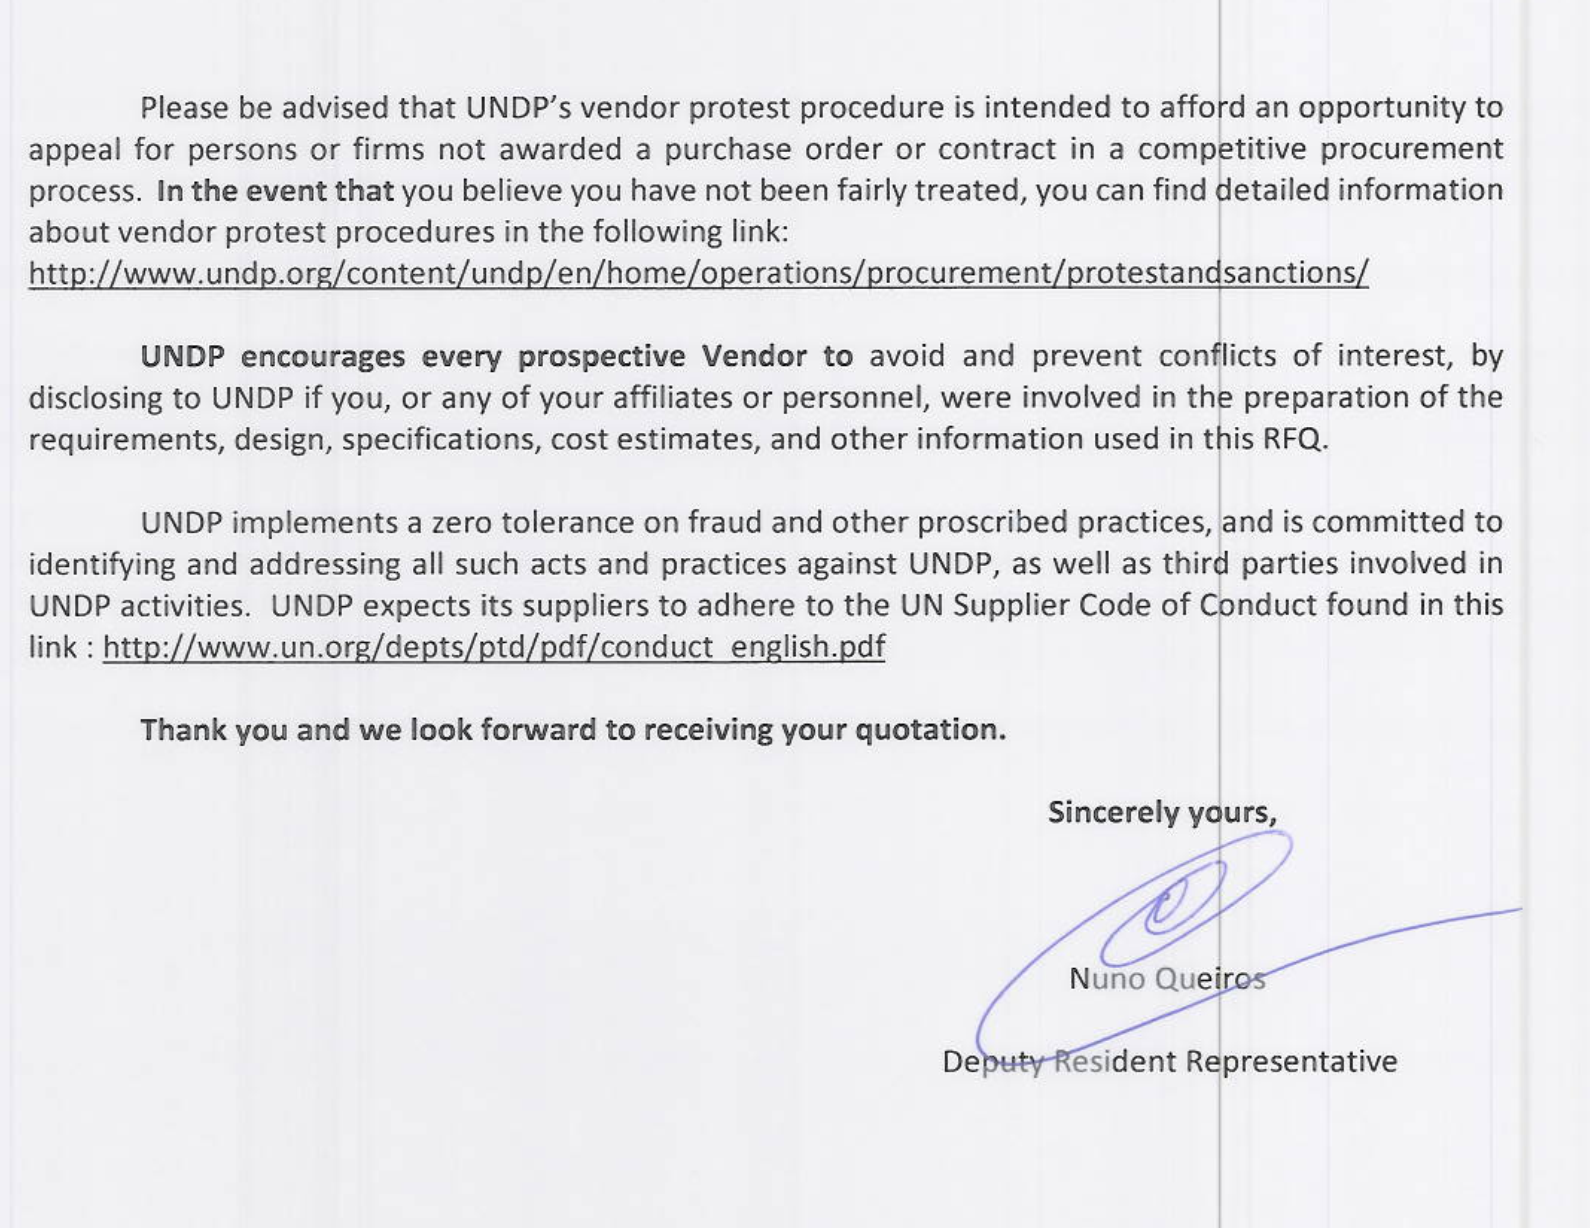 Please be advised that UNDP’s vendor protest procedure is intended to afford an opportunity to
appeal for persons or firms not awarded a purchase order or contract in a competitive procurement
process. In the event that you believe you have not been fairly treated, you can find detailed information
about vendor protest procedures in the following link:
http://www.undp.org/content/undp/en/home/operations/procurement/protestandsanctions/
UNDP encourages every prospective Vendor to avoid and prevent conflicts of interest, by
disclosing to UNDP if you, or any of your affiliates or personnel, were involved in the preparation of the
requirements, design, specifications, cost estimates, and other information used in this RFQ.
UNDP implements a zero tolerance on fraud and other proscribed practices, and is committed to
identifying and addressing all such acts and practices against UNDP, as well as third parties involved in
UNDP activities. UNDP expects its suppliers to adhere to the UN Supplier Code of Conduct found in this
link : http://www.un.org/depts/ptd/pdf/conduct_english.pdf
Thank you and we look forward to receiving your quotation.
Sincerely yours,
Nuno Queiros
Deputy Resident Representative